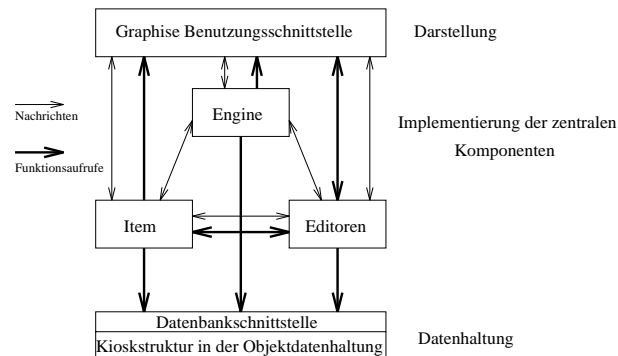 Graphise Benutzungsschnittstelle
Darstellung
Nachrichten
Engine
Implementierung der zentralen
Komponenten
Funktionsaufrufe
Item
Editoren
Datenbankschnittstelle
Kioskstruktur in der Objektdatenhaltung
Datenhaltung